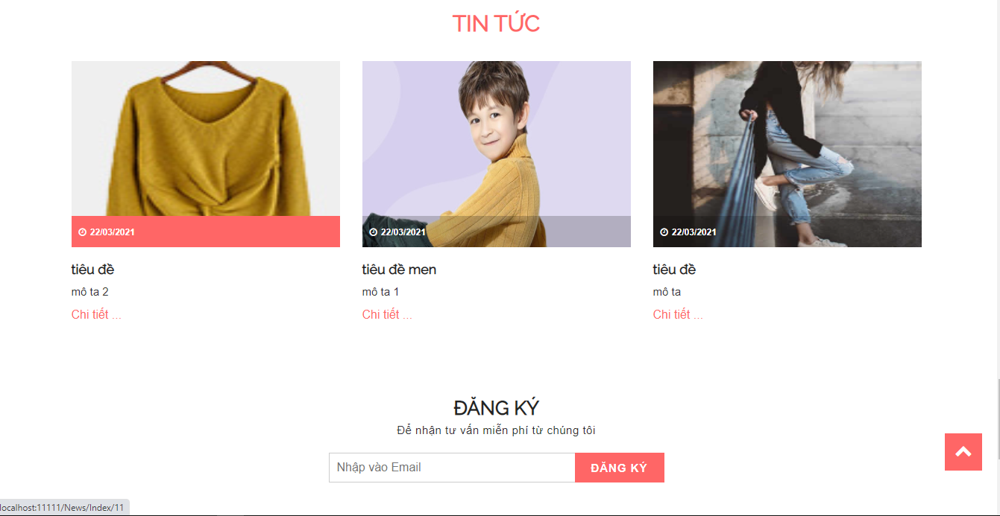 TIN TỨC
22/03/2021
22/03/2021
22/03/2021
tiêu đề
mô ta 2
Chi tiết ...
tiêu đề men
mô ta 1
Chi tiết ...
tiêu đề
mô ta
Chi tiết ...
ĐĂNG KÝ
Để nhận tư vấn miễn phí từ chúng tôi
Nhập vào Email
ĐĂNG KÝ
localhost:11111/News/Index/11